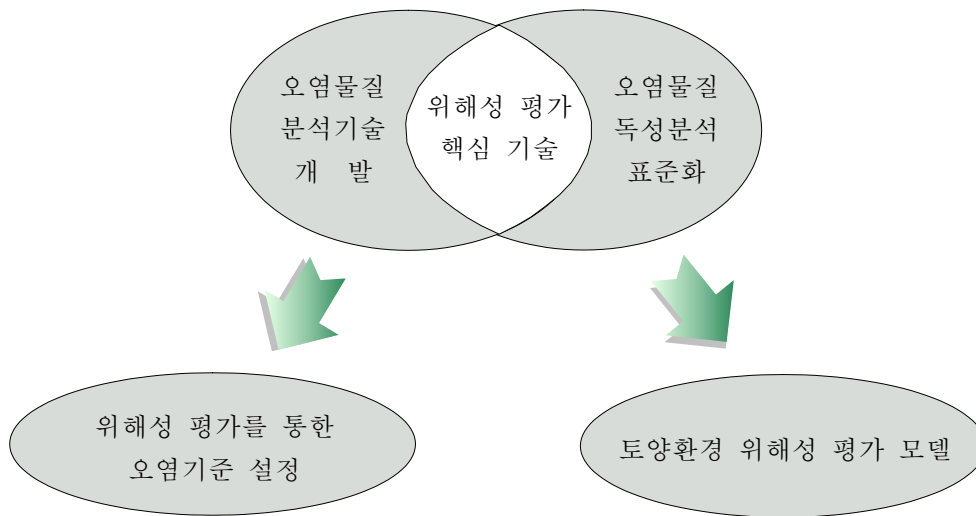 오염물질
분석기술
개 발
위해성 평가
핵심 기술
오염물질
독성분석
표준화
위해성 평가를 통한
오염기준 설정
토양환경 위해성 평가 모델